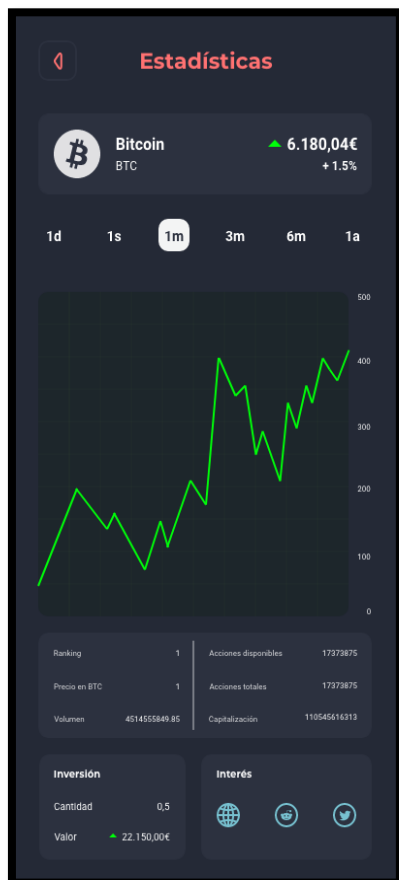 Estadísticas
Bitcoin 6.180,04€
BTC + 1.5%
1d 1s 1m 3m 6m 1a
500
400
300
200
100
0
Ranking 1 Acciones disponibles 17373875
Precio en BTC 1 Acciones totales 17373875
Volumen 4514555849.85 Capitalización 110545616313
Inversión Interés
Cantidad 0,5
Valor 22.150,00€